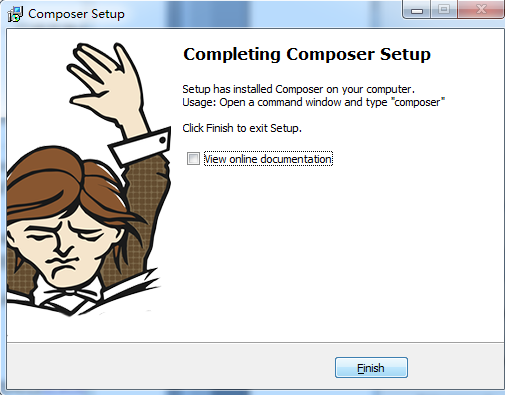 Composer Setup
Completing Composer Setup
Setup has installed Composer on your computer.
Usage: Open a command window and type "composer"
Click Finish to exit Setup.
View online documentation
Finish